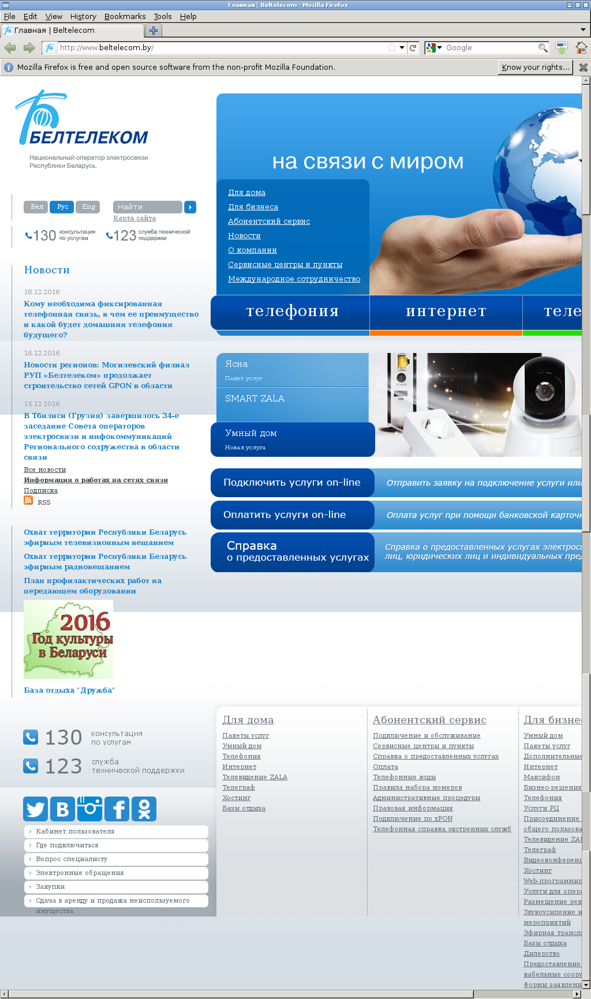 Главная | Beltelecom - Mozilla Firefox
File Edit View History Bookmarks Tools Help
Главная | Beltelecom
http://www.beltelecom.by/
Google
Mozilla Firefox is free and open source software from the non-profit Mozilla Foundation.
Know your rights...
БЕЛТЕЛЕКОМ
Национальный оператор электросвязи
Республики Беларусь.
Бел Рус Eng
Найти
Карта сайта
130 консультация
по услугам
123 служба технической
поддержки
Новости
16.12.2016
Кому необходима фиксированная
телефонная связь, в чем ее преимущество
и какой будет домашняя телефония
будущего?
16.12.2016
Новости регионов: Могилевский филиал
РУП «Белтелеком» продолжает
строительство сетей GPON в области
15.12.2016
В Тбилиси (Грузия) завершилось 34-е
заседание Совета операторов
электросвязи и инфокоммуникаций
Регионального содружества в области
связи
Все новости
Информация о работах на сетях связи
Подписка
RSS
Охват территории Республики Беларусь
эфирным телевизионным вещанием
Охват территории Республики Беларусь
эфирным радиовещанием
План профилактических работ на
передающем оборудовании
2016
Год культуры
в Беларуси
База отдыха "Дружба"
130 консультация
по услугам
123 служба
технической поддержки
Кабинет пользователя
Где подключиться
Вопрос специалисту
Электронные обращения
Закупки
Сдача в аренду и продажа неиспользуемого
имущества
на связи с миром
Для дома
Для бизнеса
Абонентский сервис
Новости
О компании
Сервисные центры и пункты
Международное сотрудничество
телефония
интернет
теле
Ясна
Пакет услуг
SMART ZALA
Умный дом
Новая услуга
LAN2
POWER
USB
Подключить услуги on-line
Отправить заявку на подключение услуги или
Оплатить услуги on-line
Оплата услуг при помощи банковской карточк
Справка
о предоставленных услугах
Справка о предоставленных услугах электросв
лиц, юридических лиц и индивидуальных пред
Для дома
Пакеты услуг
Умный дом
Телефония
Интернет
Телевидение ZALA
Телеграф
Хостинг
Базы отдыха
Абонентский сервис
Подключение и обслуживание
Сервисные центры и пункты
Справка о предоставленных услугах
Оплата
Телефонные коды
Правила набора номеров
Административные процедуры
Правовая информация
Подключение по xPON
Телефонная справка экстренных служб
Для бизне
Умный дом
Пакеты услуг
Дополнительные
Интернет
Максифон
Бизнес-решения
Телефония
Услуги РЦ
Присоединение
общего пользова
Телевидение ZAL
Телеграф
Видеоконференц
Хостинг
Web-программир
Услуги для опера
Размещение рек
Звукоусиление и
мероприятий
Эфирная трансля
Базы отдыха
Дилерство
Предоставление
кабельные соору
Формы заявлени